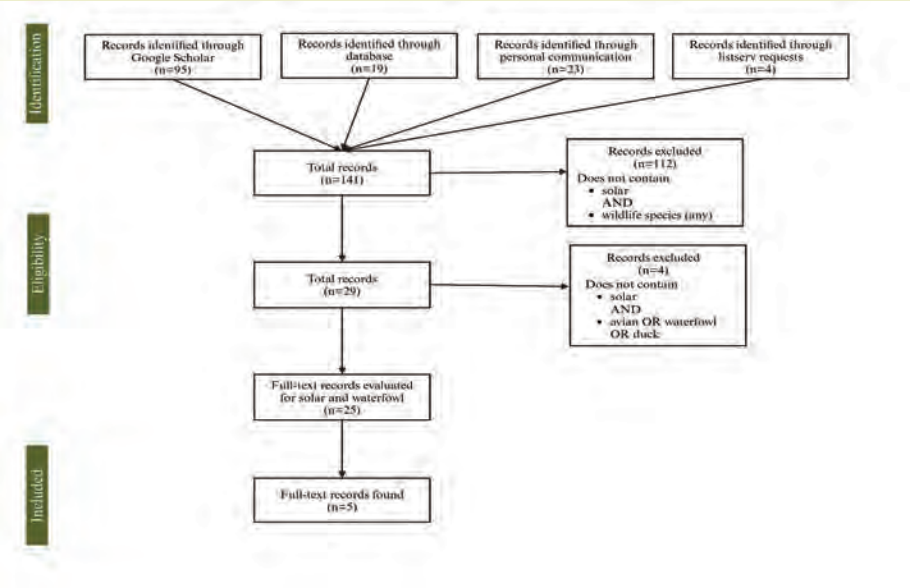 Identification
Records identified through
Google Scholar
(n=95)
Records identified through
database
(n=19)
Records identified through
personal communication
(n=23)
Records identified through
listserv requests
(n=4)
Total records
(n=141)
Records excluded
(n=112)
Does not contain
• solar
AND
• wildlife species (any)
Eligibility
Total records
(n=29)
Records excluded
(n=4)
Does not contain
• solar
AND
• avian OR waterfowl
OR duck
Full-text records evaluated
for solar and waterfowl
(n=25)
Included
Full-text records found
(n=5)